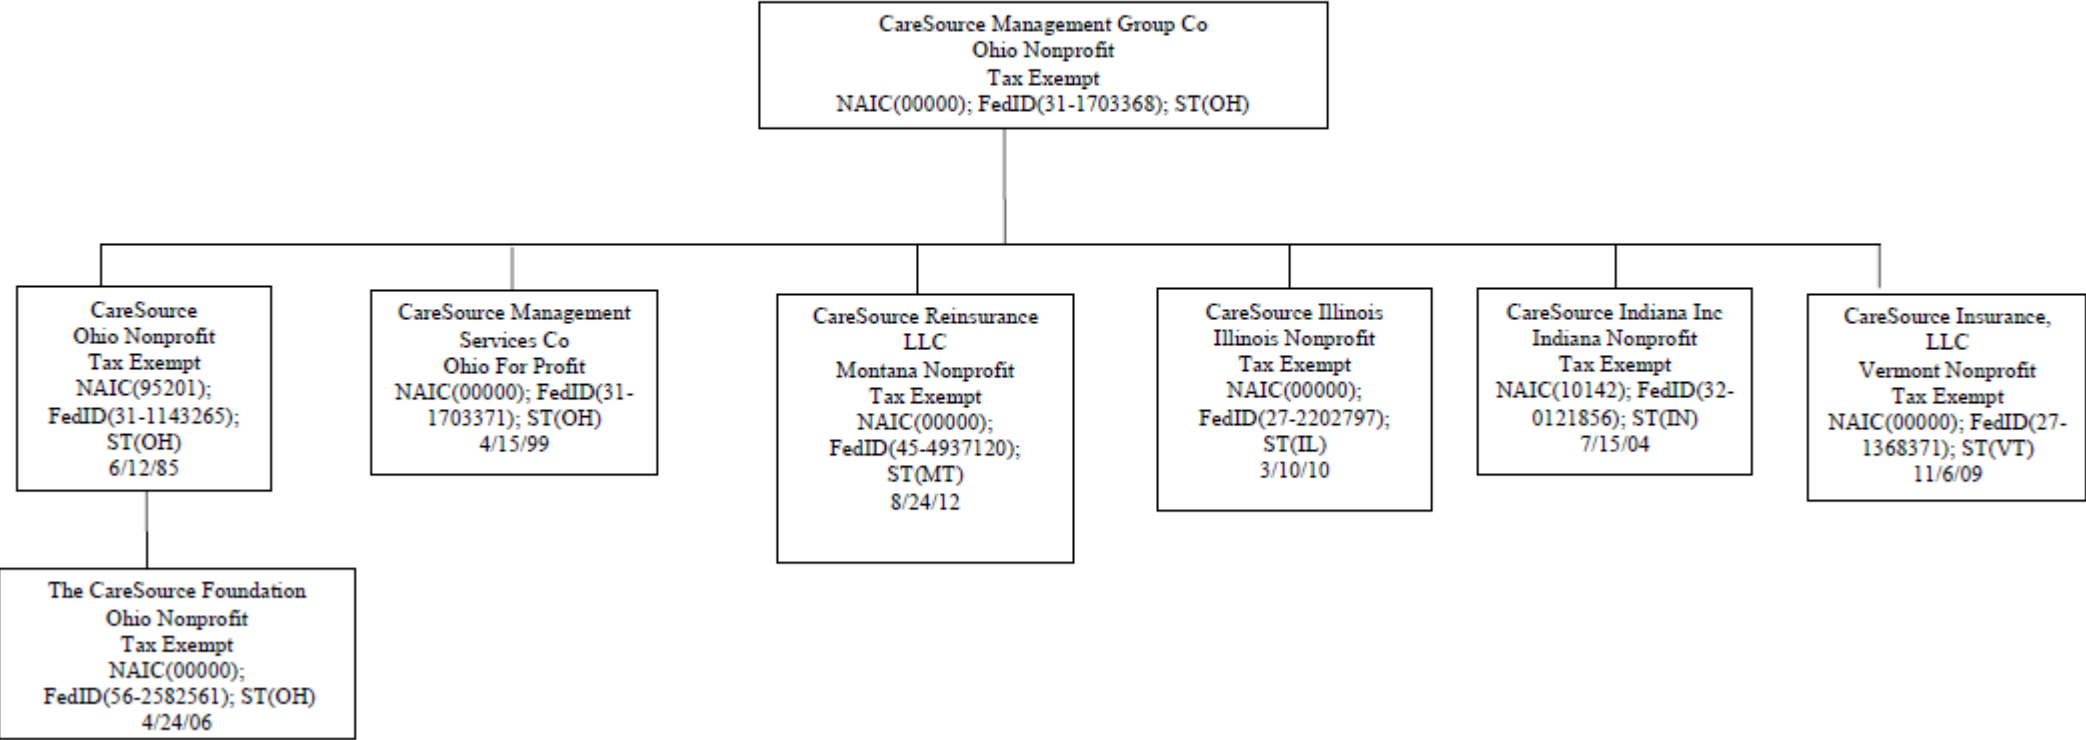 CareSource Management Group Co
Ohio Nonprofit
Tax Exempt
NAIC(00000); FedID(31-1703368); ST(OH)
CareSource
Ohio Nonprofit
Tax Exempt
NAIC(95201);
FedID(31-1143265);
ST(OH)
6/12/85
CareSource Management
Services Co
Ohio For Profit
NAIC(00000); FedID(31-
1703371); ST(OH)
4/15/99
CareSource Reinsurance
LLC
Montana Nonprofit
Tax Exempt
NAIC(00000);
FedID(45-4937120);
ST(MT)
8/24/12
CareSource Illinois
Illinois Nonprofit
Tax Exempt
NAIC(00000);
FedID(27-2202797);
ST(IL)
3/10/10
CareSource Indiana Inc
Indiana Nonprofit
Tax Exempt
NAIC(10142); FedID(32-
0121856); ST(IN)
7/15/04
CareSource Insurance,
LLC
Vermont Nonprofit
Tax Exempt
NAIC(00000); FedID(27-
1368371); ST(VT)
11/6/09
The CareSource Foundation
Ohio Nonprofit
Tax Exempt
NAIC(00000);
FedID(56-2582561); ST(OH)
4/24/06